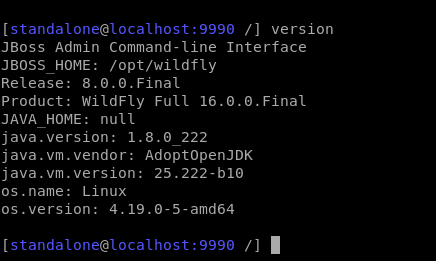 [standalone@localhost:9990 /] version
JBoss Admin Command-line Interface
JBOSS_HOME: /opt/wildfly
Release: 8.0.0.Final
Product: WildFly Full 16.0.0.Final
JAVA_HOME: null
java.version: 1.8.0_222
java.vm.vendor: AdoptOpenJDK
java.vm.version: 25.222-b10
os.name: Linux
os.version: 4.19.0-5-amd64
[standalone@localhost:9990 /]